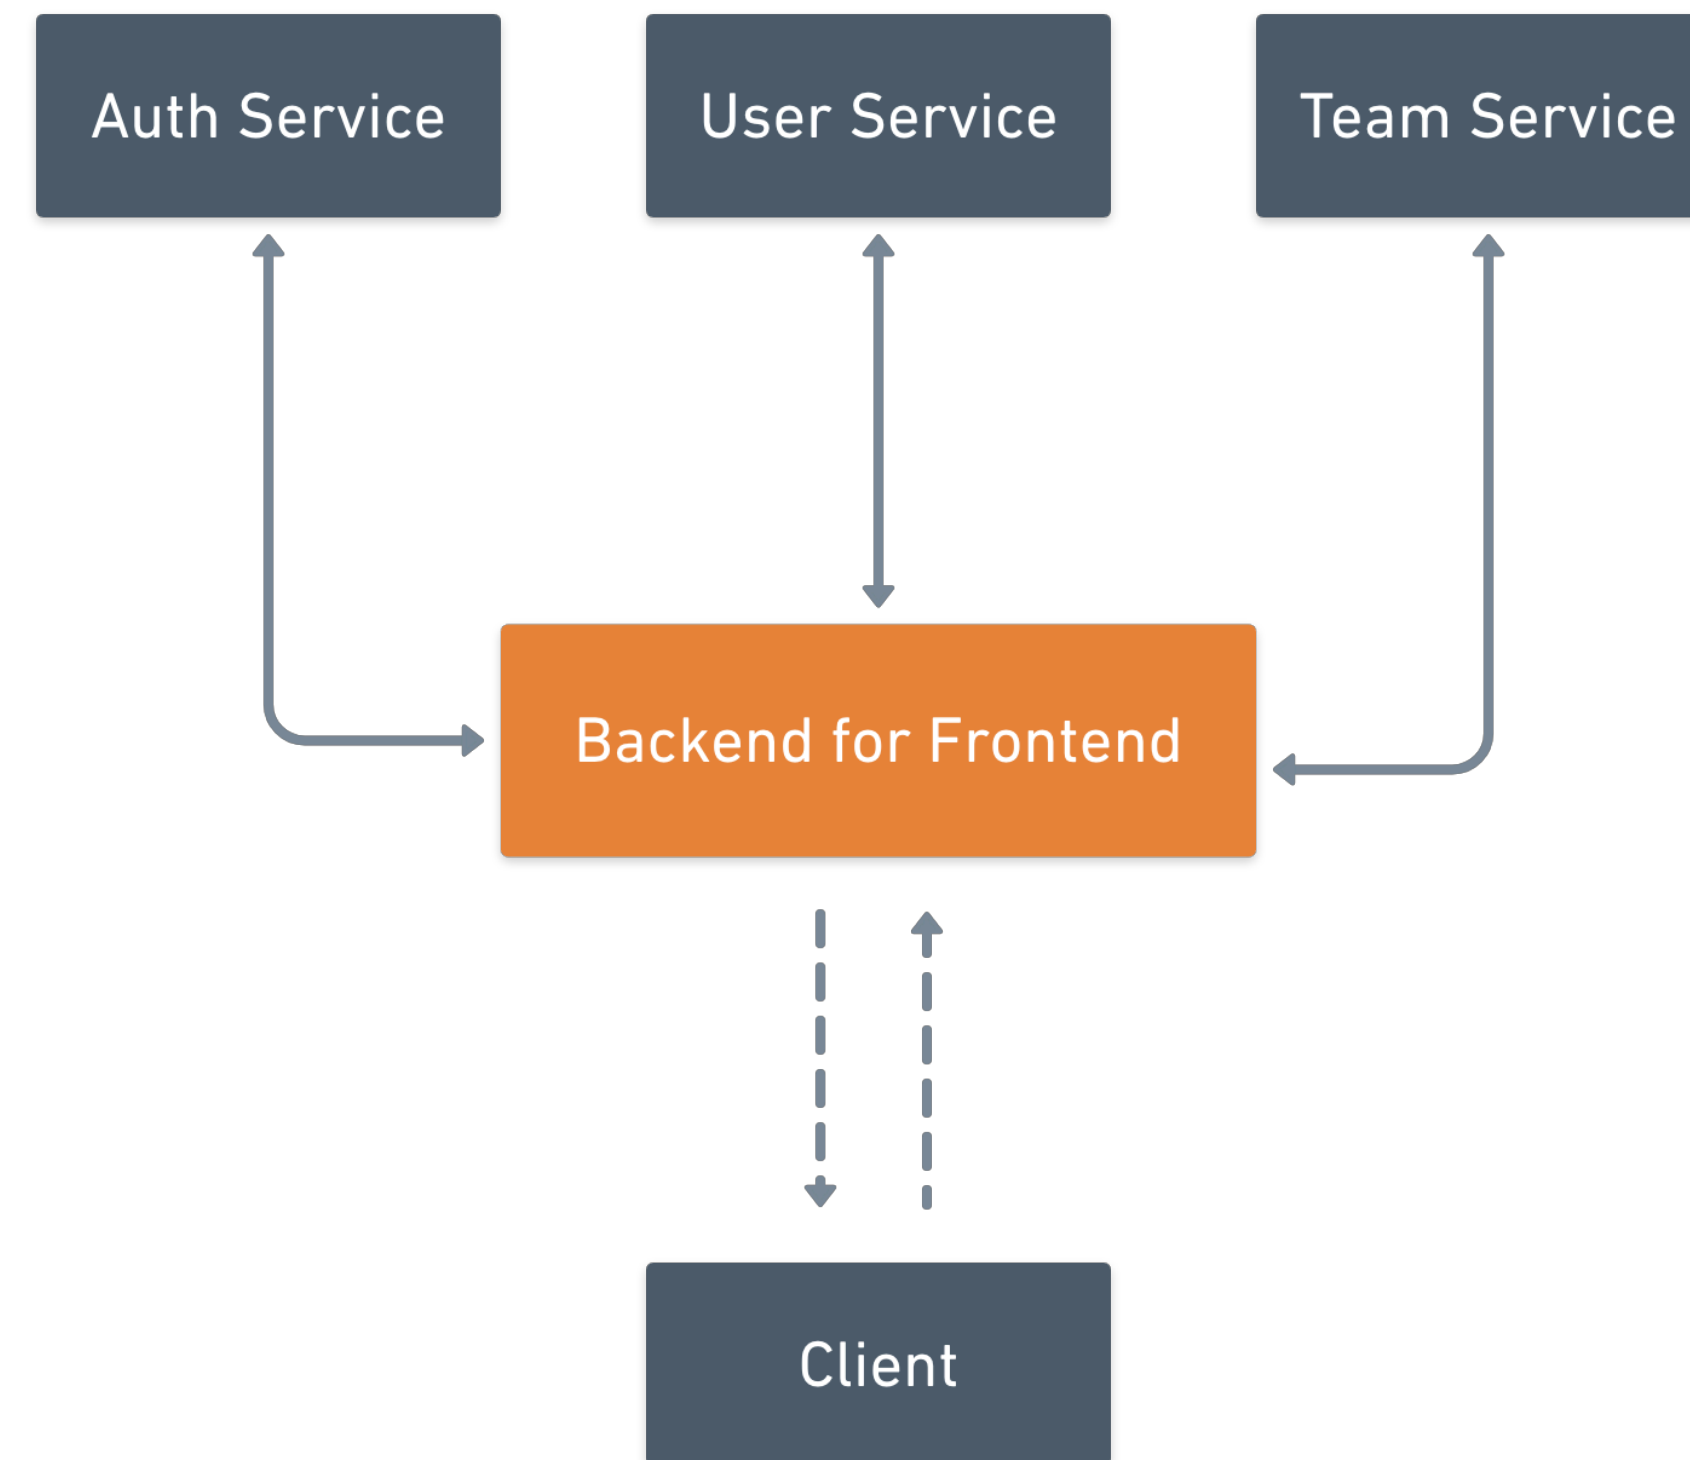 Auth Service
User Service
Team Service
Backend for Frontend
Client